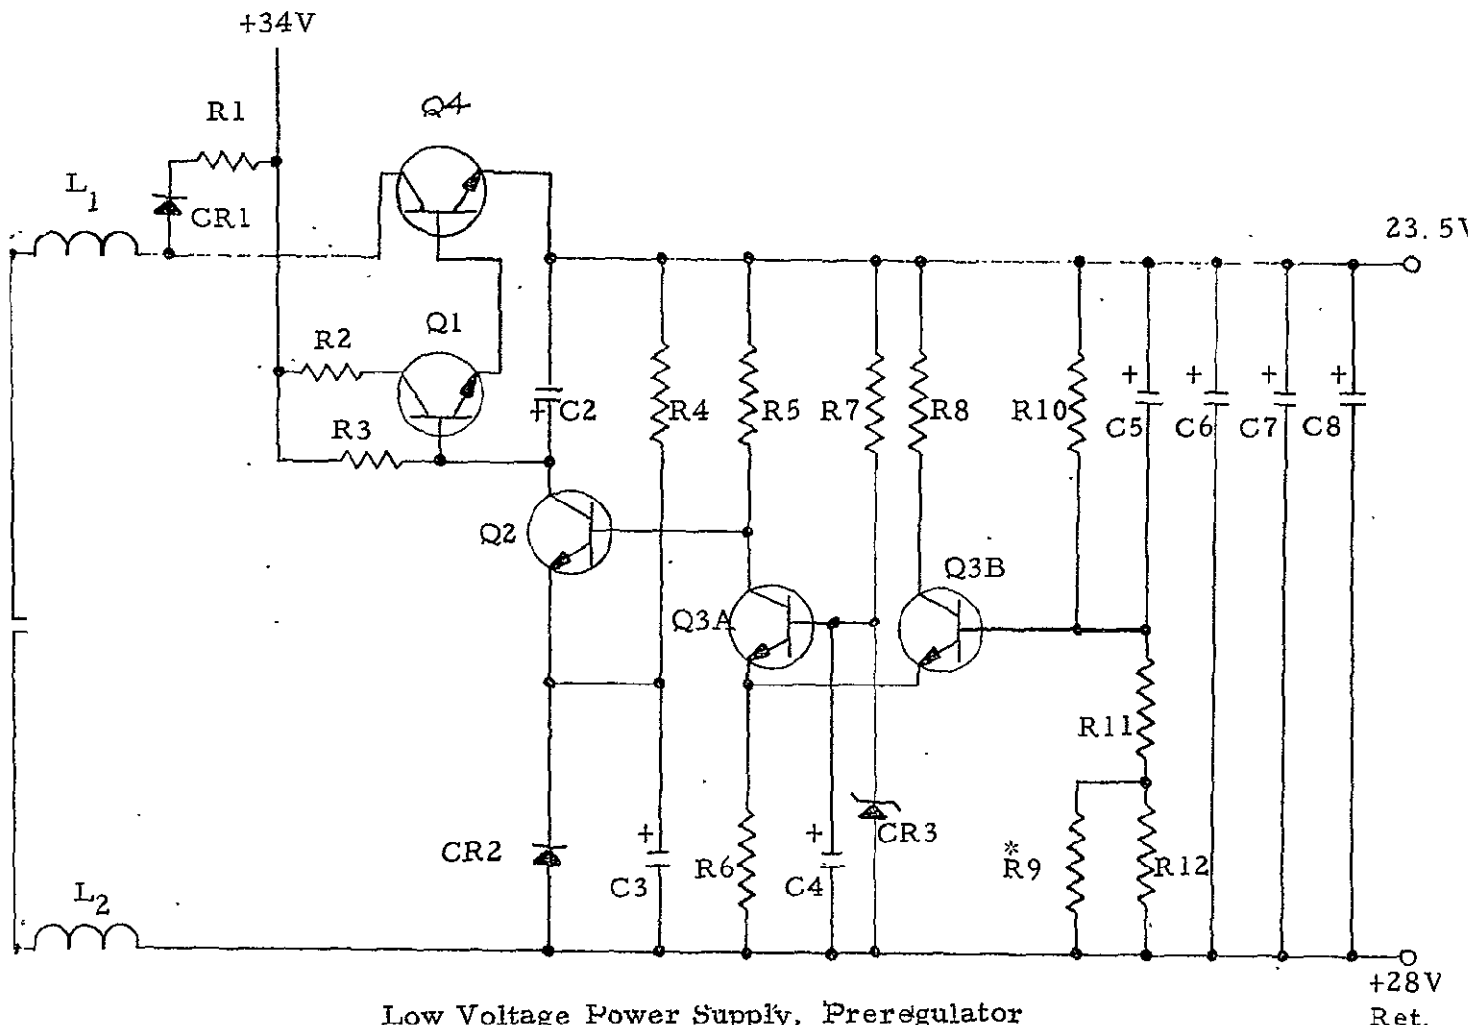 +34V
R1
Q4
L1
CR1
23.5V
R2
Q1
R3
C2
+
R4
R5
R7
R8
R10
+
C5
+
C6
+
C7
+
C8
Q2
Q3A
Q3B
R11
CR2
+
C3
R6
+
C4
CR3
*
R9
R12
L2
+28V
Ret.
Low Voltage Power Supply, Preregulator